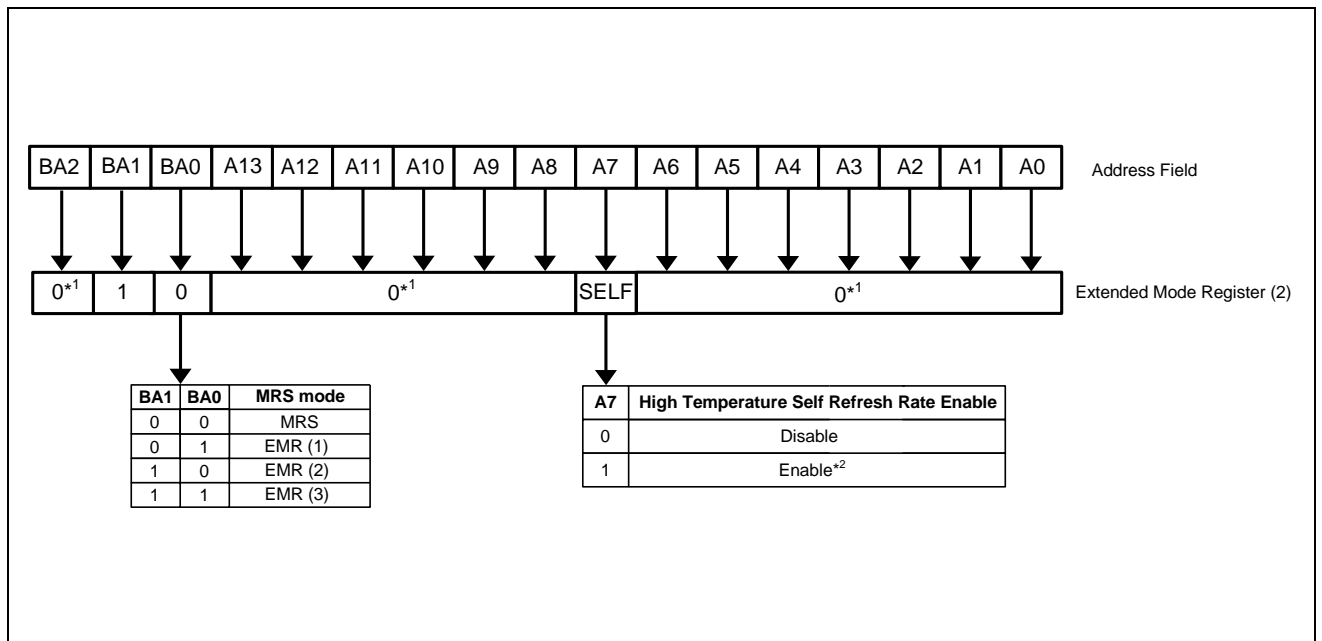 BA2 BA1 BA0 A13 A12 A11 A10 A9 A8 A7 A6 A5 A4 A3 A2 A1 A0 Address Field
0*1 1 0 0*1 SELF 0*1 Extended Mode Register (2)
BA1 BA0 MRS mode
0 0 MRS
0 1 EMR (1)
1 0 EMR (2)
1 1 EMR (3)
A7 High Temperature Self Refresh Rate Enable
0 Disable
1 Enable*2